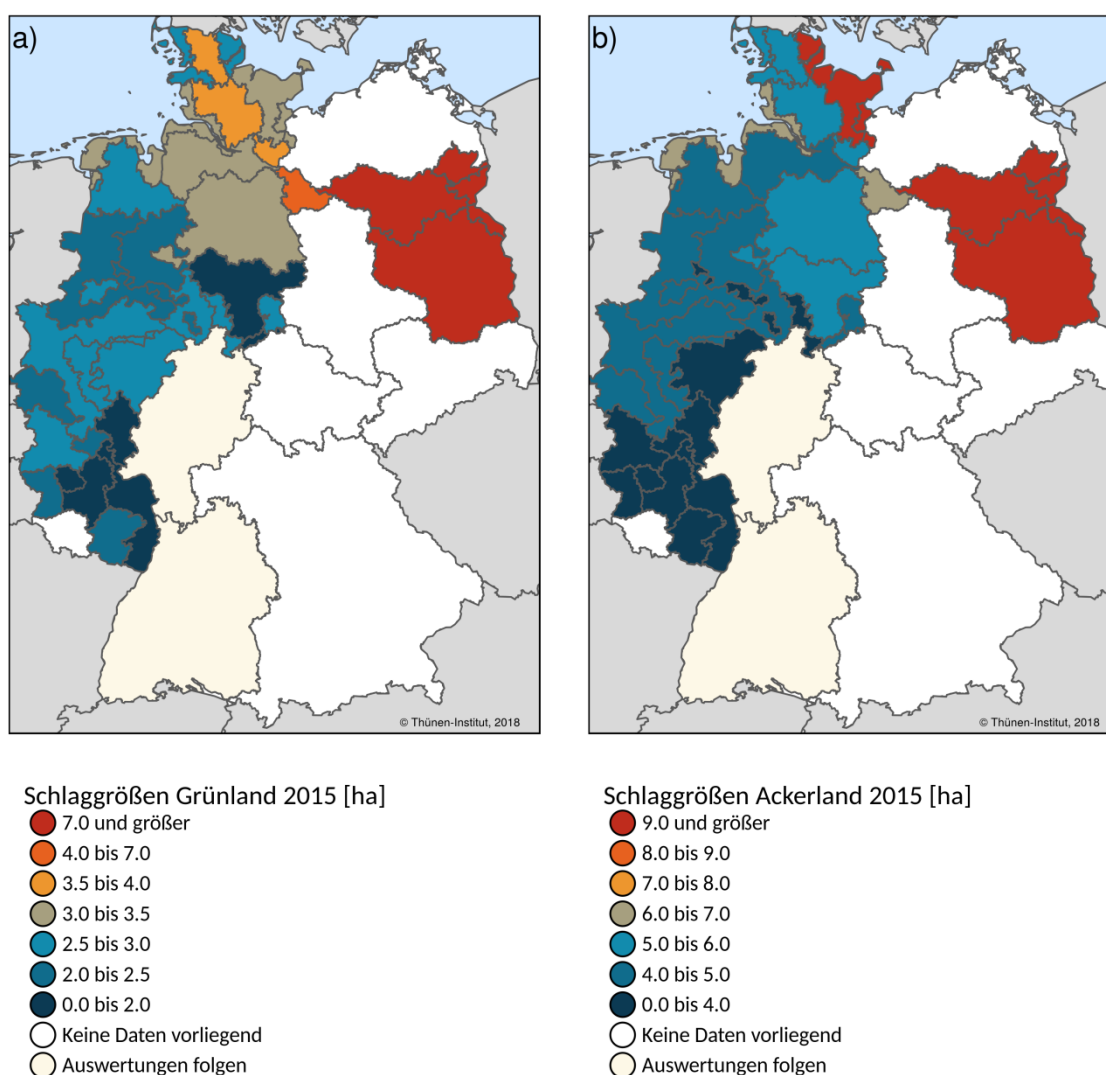 a)
b)
© Thünen-Institut, 2018
© Thünen-Institut, 2018
Schlaggrößen Grünland 2015 [ha]
7.0 und größer
4.0 bis 7.0
3.5 bis 4.0
3.0 bis 3.5
2.5 bis 3.0
2.0 bis 2.5
0.0 bis 2.0
Keine Daten vorliegend
Auswertungen folgen
Schlaggrößen Ackerland 2015 [ha]
9.0 und größer
8.0 bis 9.0
7.0 bis 8.0
6.0 bis 7.0
5.0 bis 6.0
4.0 bis 5.0
0.0 bis 4.0
Keine Daten vorliegend
Auswertungen folgen